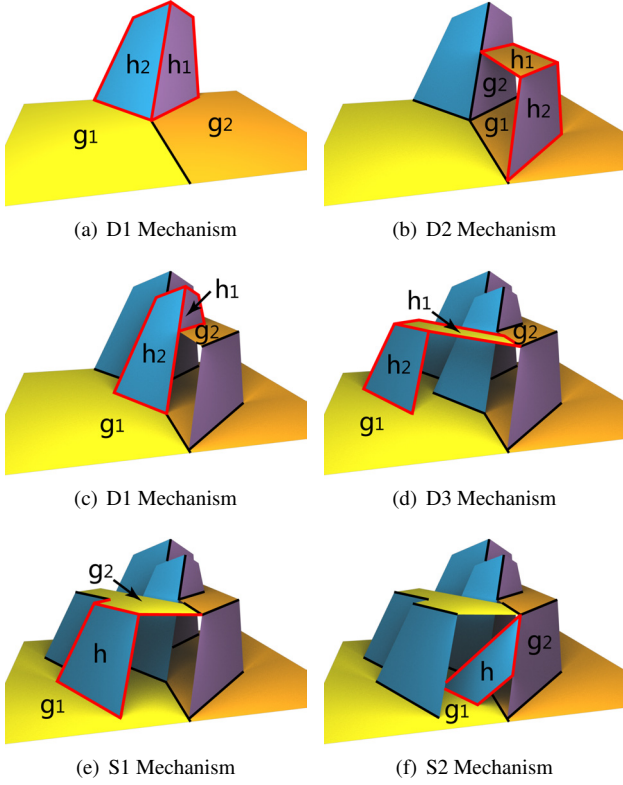 h2 h1
g1 g2
(a) D1 Mechanism
h1
g2
g1 h2
(b) D2 Mechanism
h1
g2
h2
g1
(c) D1 Mechanism
h1
g2
h2
g1
(d) D3 Mechanism
g2
h
g1
(e) S1 Mechanism
g2
h
g1
(f) S2 Mechanism